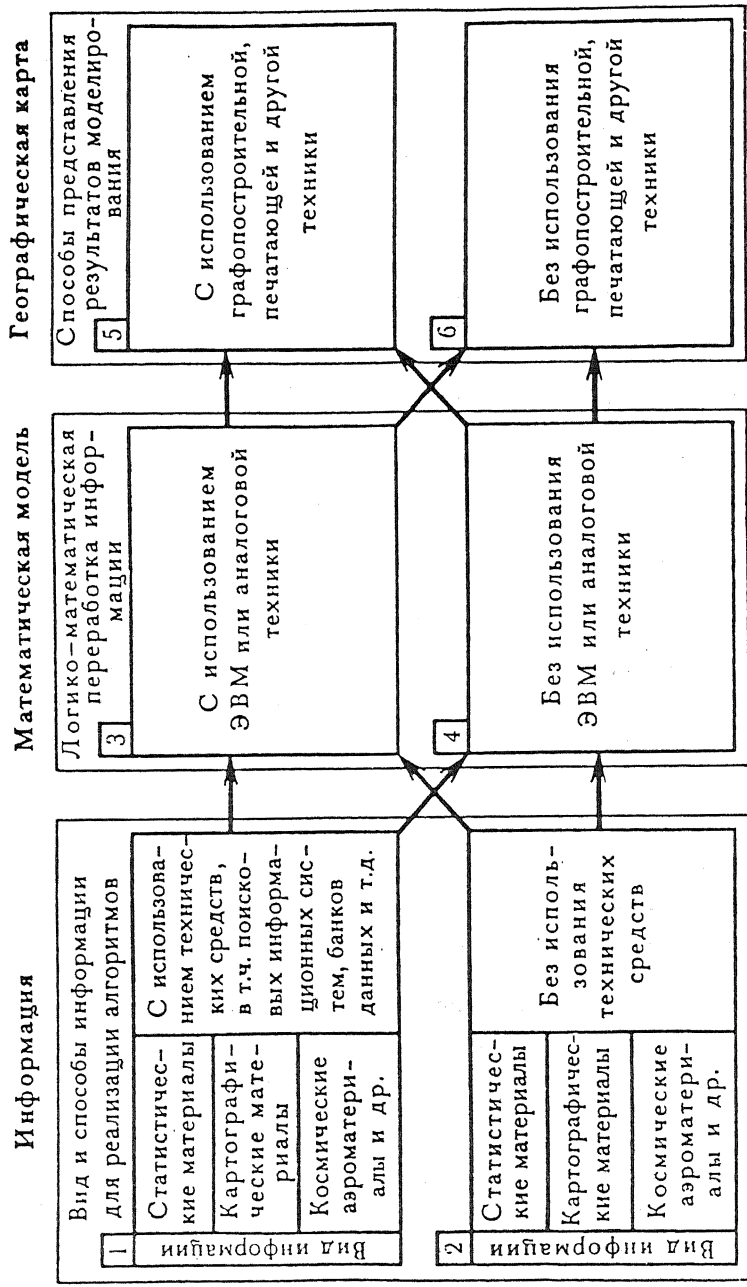 Информация
Вид и способы информации
для реализации алгоритмов
1
Вид информации
Статистичес–
кие материалы
Картографи–
ческие мате–
риалы
Космические
аэроматери–
алы и др.
С использова–
нием техничес–
ких средств,
в т.ч. поиско–
вых информа–
ционных сис–
тем, банков
данных и т.д.
2
Вид информации
Статистичес–
кие материалы
Картографичес–
кие материалы
Космические
аэроматери–
алы и др.
Без исполь–
зования
технических
средств
Математическая модель
Логико–математическая
переработка инфор–
мации
3
С использованием
ЭВМ или аналоговой
техники
4
Без использования
ЭВМ или аналоговой
техники
Географическая карта
Способы представления
результатов моделиро–
вания
5
С использованием
графопостроительной,
печатающей и другой
техники
6
Без использования
графопостроительной,
печатающей и другой
техники